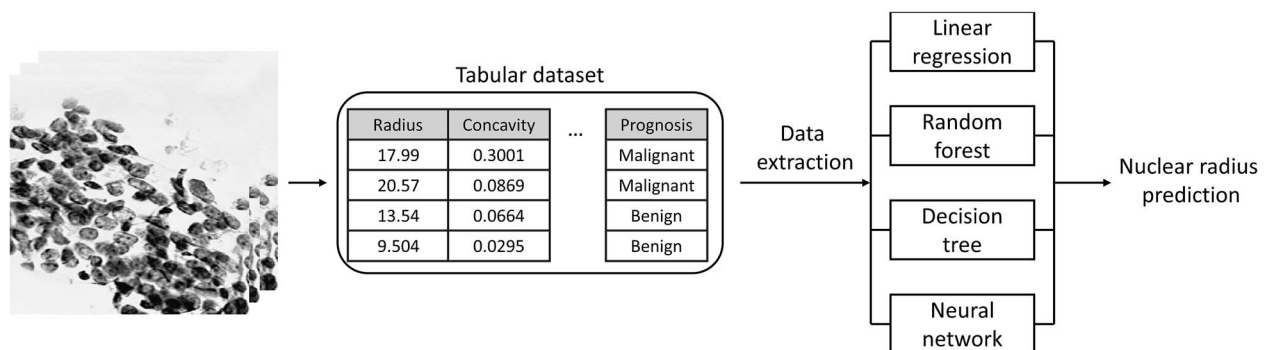 Tabular dataset
Radius Concavity ... Prognosis
17.99 0.3001 Malignant
20.57 0.0869 Malignant
13.54 0.0664 Benign
9.504 0.0295 Benign
Data
extraction
Linear
regression
Random
forest
Decision
tree
Neural
network
Nuclear radius
prediction